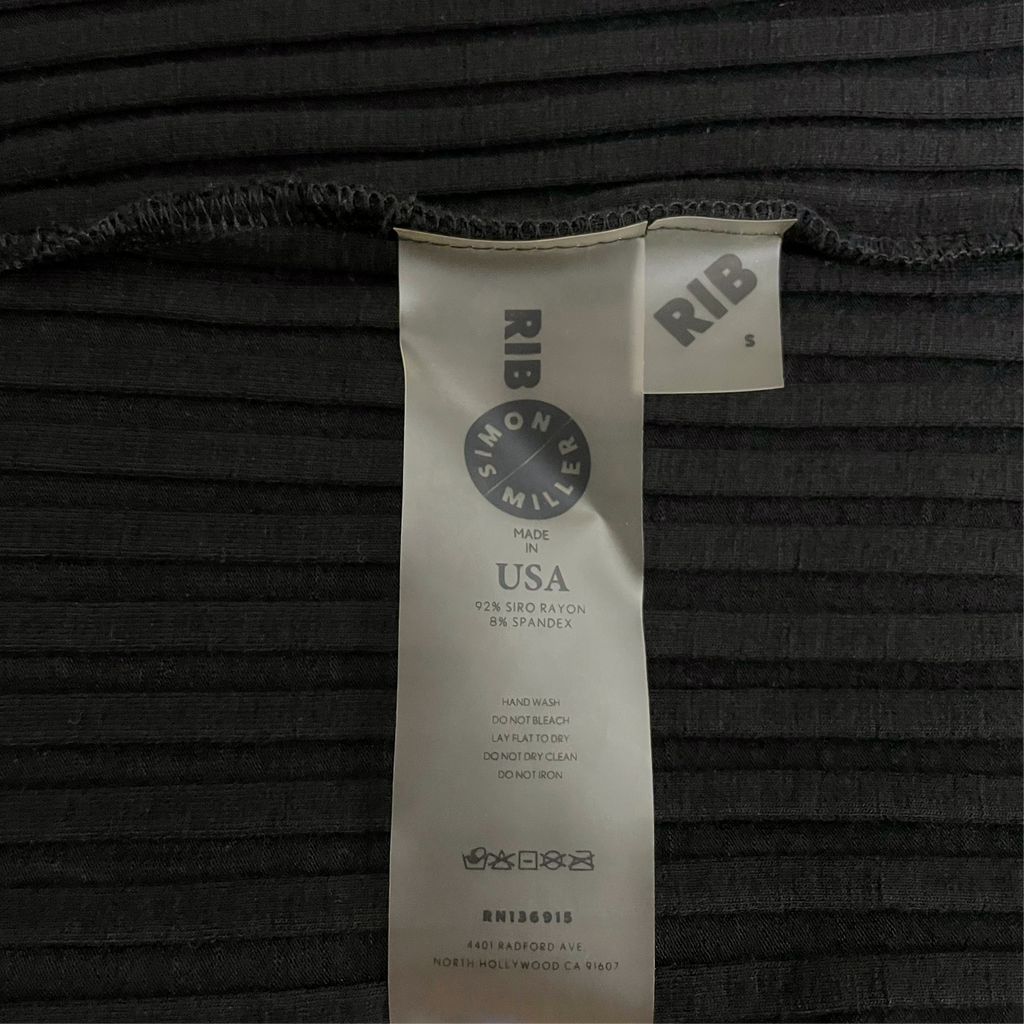 RIB
SIMON
MILLER
MADE
IN
USA
92% SIRO RAYON
8% SPANDEX
HAND WASH
DO NOT BLEACH
LAY FLAT TO DRY
DO NOT DRY CLEAN
DO NOT IRON
RN136915
4401 RADFORD AVE.
NORTH HOLLYWOOD CA 91607
RIB
S